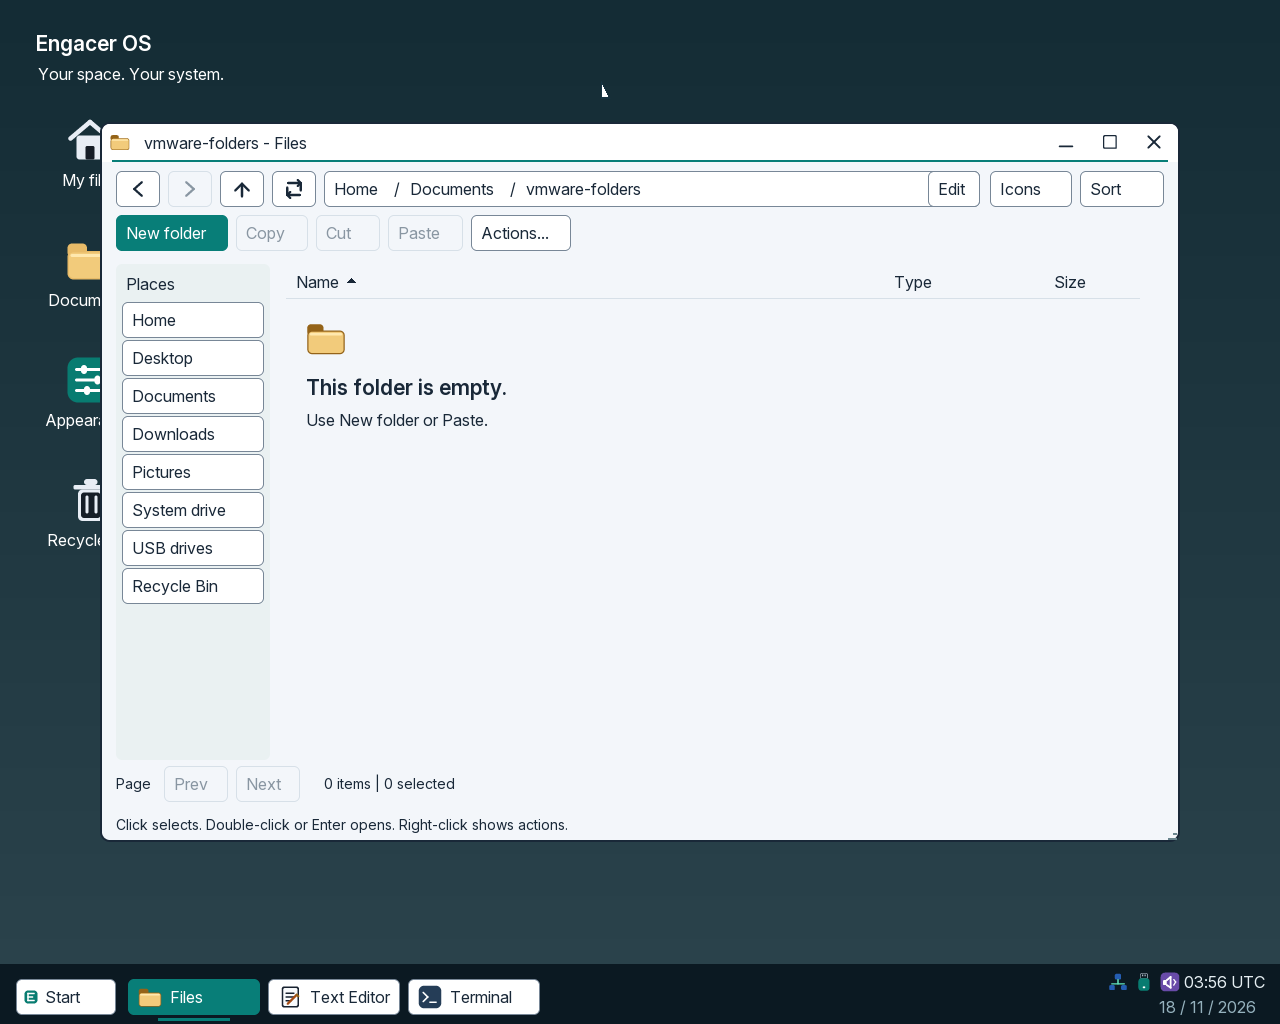 Engacer OS
Your space. Your system.
My fil
Docum
Appeara
Recycle
vmware-folders - Files
Home / Documents / vmware-folders
Edit
Icons
Sort
New folder
Copy
Cut
Paste
Actions...
Places
Home
Desktop
Documents
Downloads
Pictures
System drive
USB drives
Recycle Bin
Name
Type
Size
This folder is empty.
Use New folder or Paste.
Page
Prev
Next
0 items | 0 selected
Click selects. Double-click or Enter opens. Right-click shows actions.
Start
Files
Text Editor
Terminal
03:56 UTC
18 / 11 / 2026